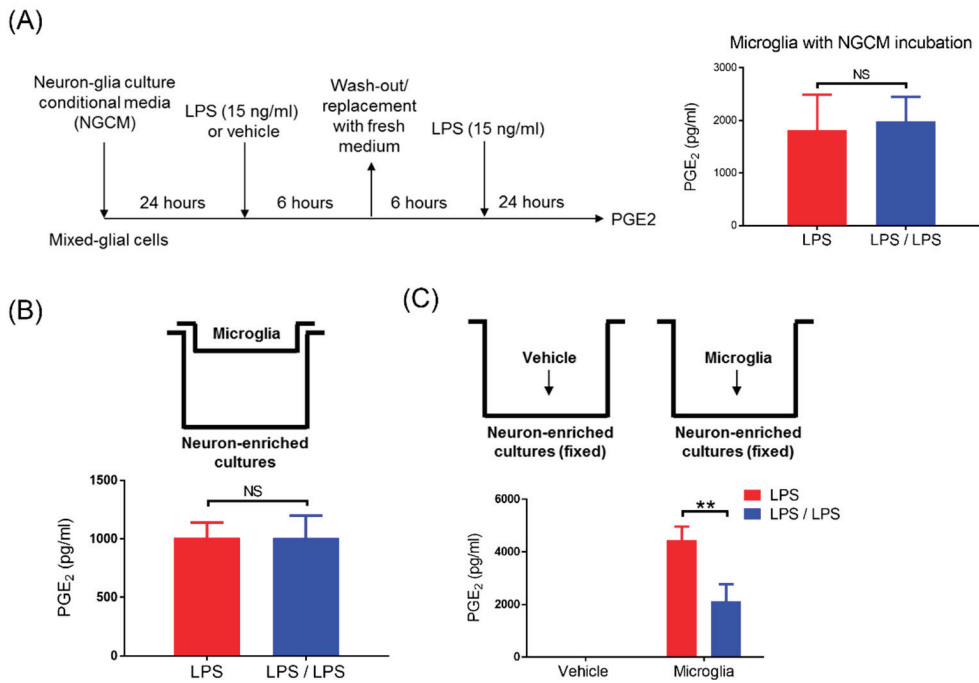 (A)
Neuron-glia culture
conditional media
(NGCM)
LPS (15 ng/ml)
or vehicle
Wash-out/
replacement
with fresh
medium
LPS (15 ng/ml)
24 hours
6 hours
6 hours
24 hours
PGE2
Mixed-glial cells
Microglia with NGCM incubation
3000
2000
1000
0
PGE₂ (pg/ml)
NS
LPS
LPS / LPS
(B)
Microglia
Neuron-enriched
cultures
1500
1000
500
0
PGE₂ (pg/ml)
NS
LPS
LPS / LPS
(C)
Vehicle
Neuron-enriched
cultures (fixed)
Microglia
Neuron-enriched
cultures (fixed)
LPS
LPS / LPS
6000
4000
2000
0
PGE₂ (pg/ml)
**
Vehicle
Microglia